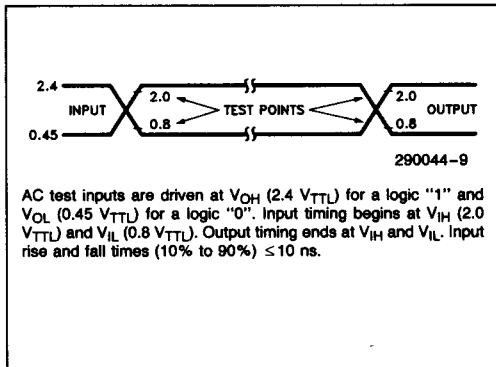 2.4
2.0 2.0
INPUT TEST POINTS OUTPUT
0.8 0.8
0.45
290044-9
AC test inputs are driven at VOH (2.4 VTTL) for a logic "1" and
VOL (0.45 VTTL) for a logic "0". Input timing begins at VIH (2.0
VTTL) and VIL (0.8 VTTL). Output timing ends at VIH and VIL. Input
rise and fall times (10% to 90%) ≤ 10 ns.